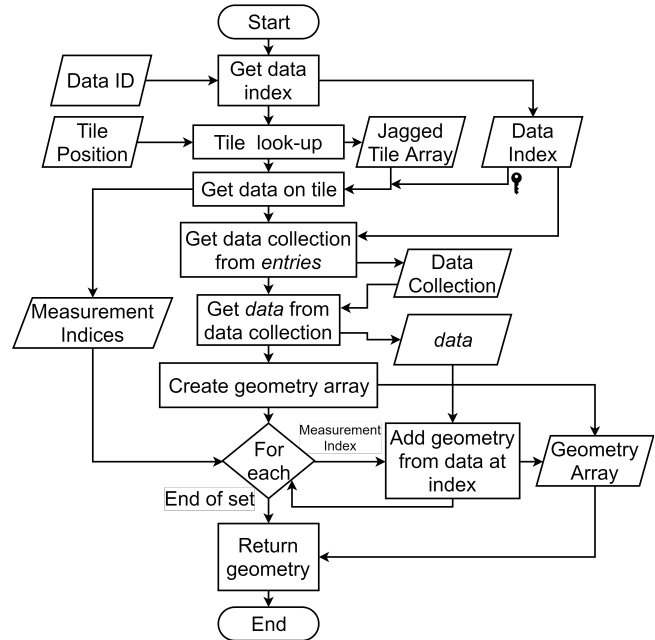 Start
Data ID
Get data
index
Tile
Position
Tile look-up
Jagged
Tile Array
Data
Index
Get data on tile
Get data collection
from entries
Data
Collection
Measurement
Indices
Get data from
data collection
data
Create geometry array
For
each
Measurement
Index
Add geometry
from data at
index
Geometry
Array
End of set
Return
geometry
End